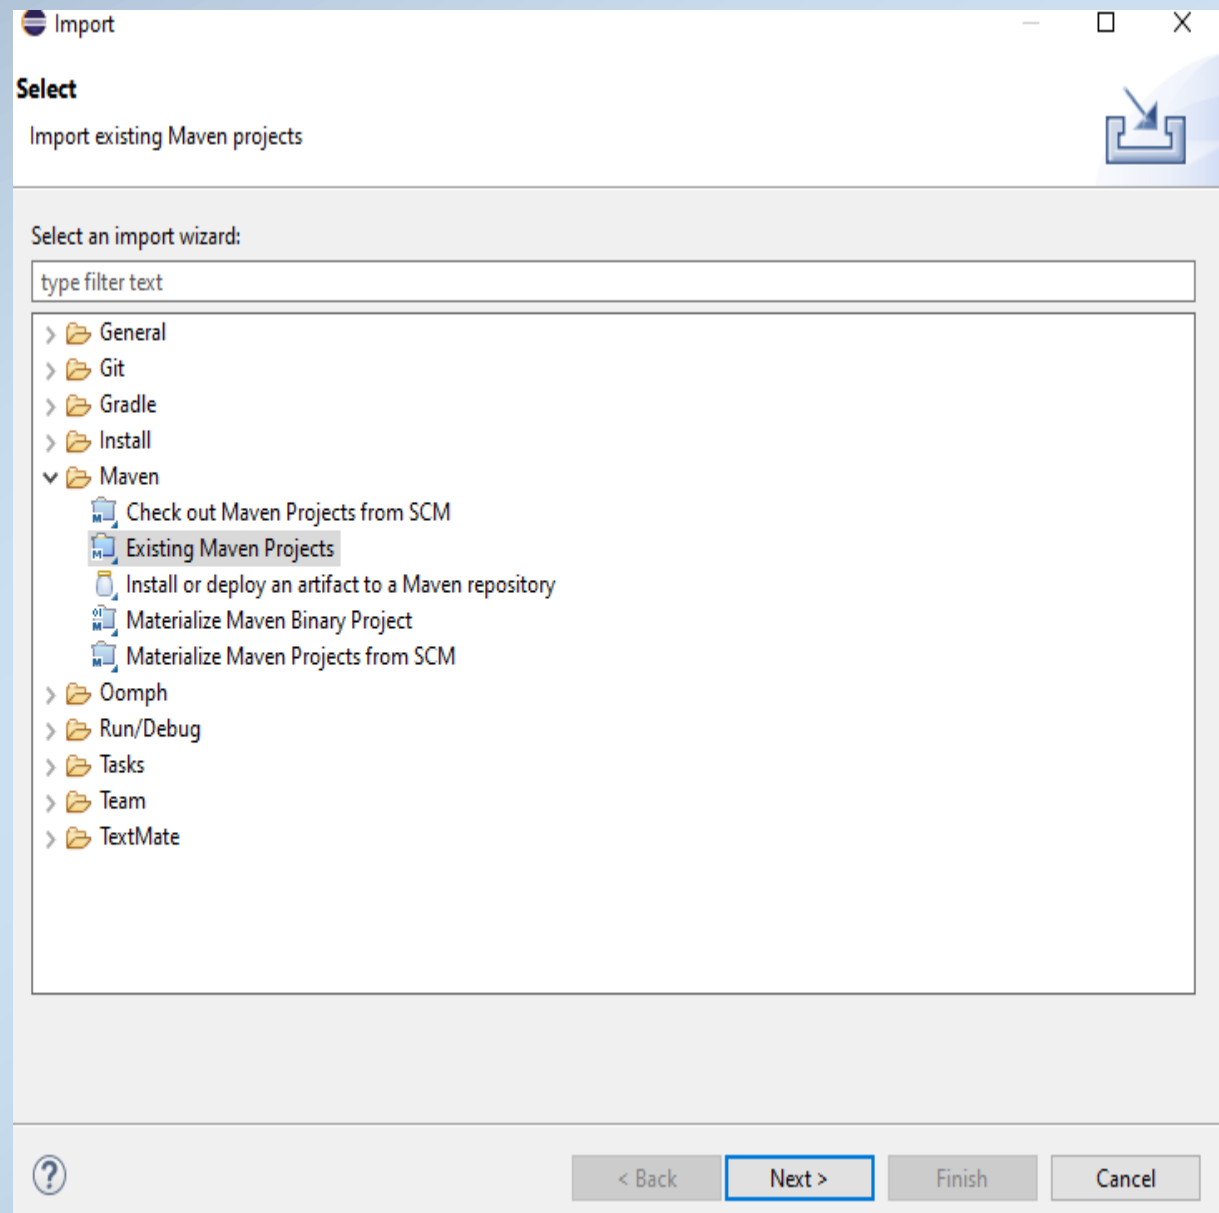 Import
Select
Import existing Maven projects
Select an import wizard:
type filter text
General
Git
Gradle
Install
Maven
Check out Maven Projects from SCM
Existing Maven Projects
Install or deploy an artifact to a Maven repository
Materialize Maven Binary Project
Materialize Maven Projects from SCM
Oomph
Run/Debug
Tasks
Team
TextMate
< Back Next > Finish Cancel